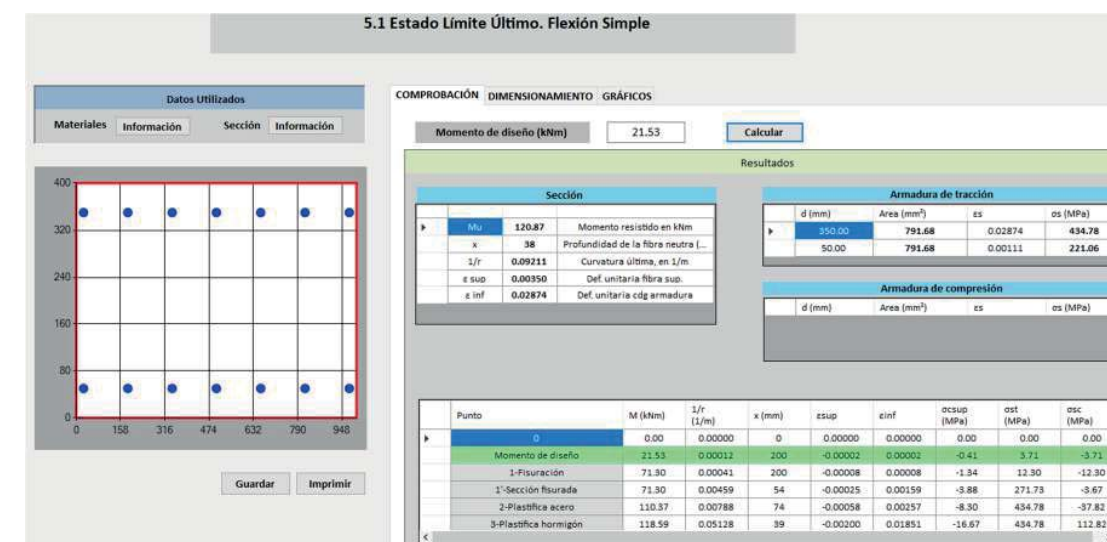 5.1 Estado Límite Último. Flexión Simple
Datos Utilizados
Materiales Información Sección Información
400
320
240
160
80
0
0 158 316 474 632 790 948
Guardar Imprimir
COMPROBACIÓN DIMENSIONAMIENTO GRÁFICOS
Momento de diseño (kNm) 21.53 Calcular
Resultados
Sección
Mu 120.87 Momento resistido en kNm
x 38 Profundidad de la fibra neutra (...
1/r 0.09211 Curvatura última, en 1/m
ε sup 0.00350 Def. unitaria fibra sup.
ε inf 0.02874 Def. unitaria cdg armadura
Armadura de tracción
d (mm) Area (mm²) εs σs (MPa)
350.00 791.68 0.02874 434.78
50.00 791.68 0.00111 221.06
Armadura de compresión
d (mm) Area (mm²) εs σs (MPa)
Punto M (kNm) 1/r (1/m) x (mm) εsup εinf σcsup (MPa) σst (MPa) σsc (MPa)
0 0.00 0.00000 0 0.00000 0.00000 0.00 0.00 0.00
Momento de diseño 21.53 0.00012 200 -0.00002 0.00002 -0.41 3.71 -3.71
1-Fisuración 71.30 0.00041 200 -0.00008 0.00008 -1.34 12.30 -12.30
1'-Sección fisurada 71.30 0.00459 54 -0.00025 0.00159 -3.88 271.73 -3.67
2-Plastifica acero 110.37 0.00788 74 -0.00058 0.00257 -8.30 434.78 -37.82
3-Plastifica hormigón 118.59 0.05128 39 -0.00200 0.01851 -16.67 434.78 112.82